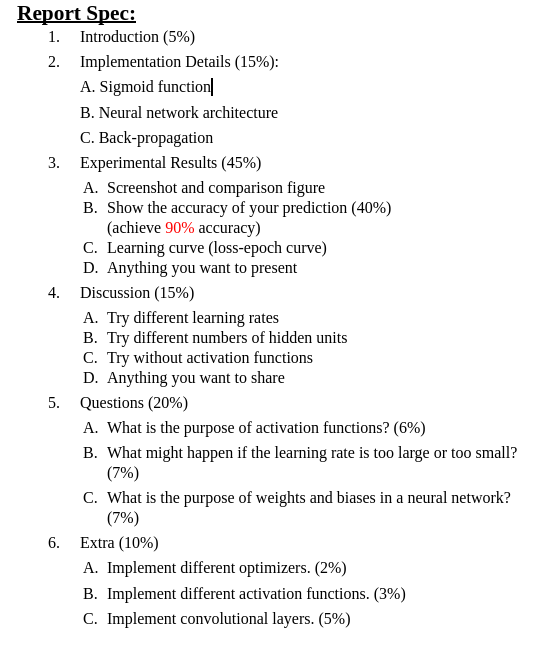 Report Spec:
1. Introduction (5%)
2. Implementation Details (15%):
A. Sigmoid function
B. Neural network architecture
C. Back-propagation
3. Experimental Results (45%)
A. Screenshot and comparison figure
B. Show the accuracy of your prediction (40%)
(achieve 90% accuracy)
C. Learning curve (loss-epoch curve)
D. Anything you want to present
4. Discussion (15%)
A. Try different learning rates
B. Try different numbers of hidden units
C. Try without activation functions
D. Anything you want to share
5. Questions (20%)
A. What is the purpose of activation functions? (6%)
B. What might happen if the learning rate is too large or too small?
(7%)
C. What is the purpose of weights and biases in a neural network?
(7%)
6. Extra (10%)
A. Implement different optimizers. (2%)
B. Implement different activation functions. (3%)
C. Implement convolutional layers. (5%)